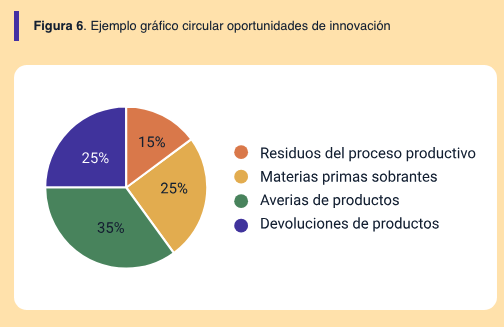 Figura 6. Ejemplo gráfico circular oportunidades de innovación
15%
25%
25%
35%
Residuos del proceso productivo
Materias primas sobrantes
Averias de productos
Devoluciones de productos